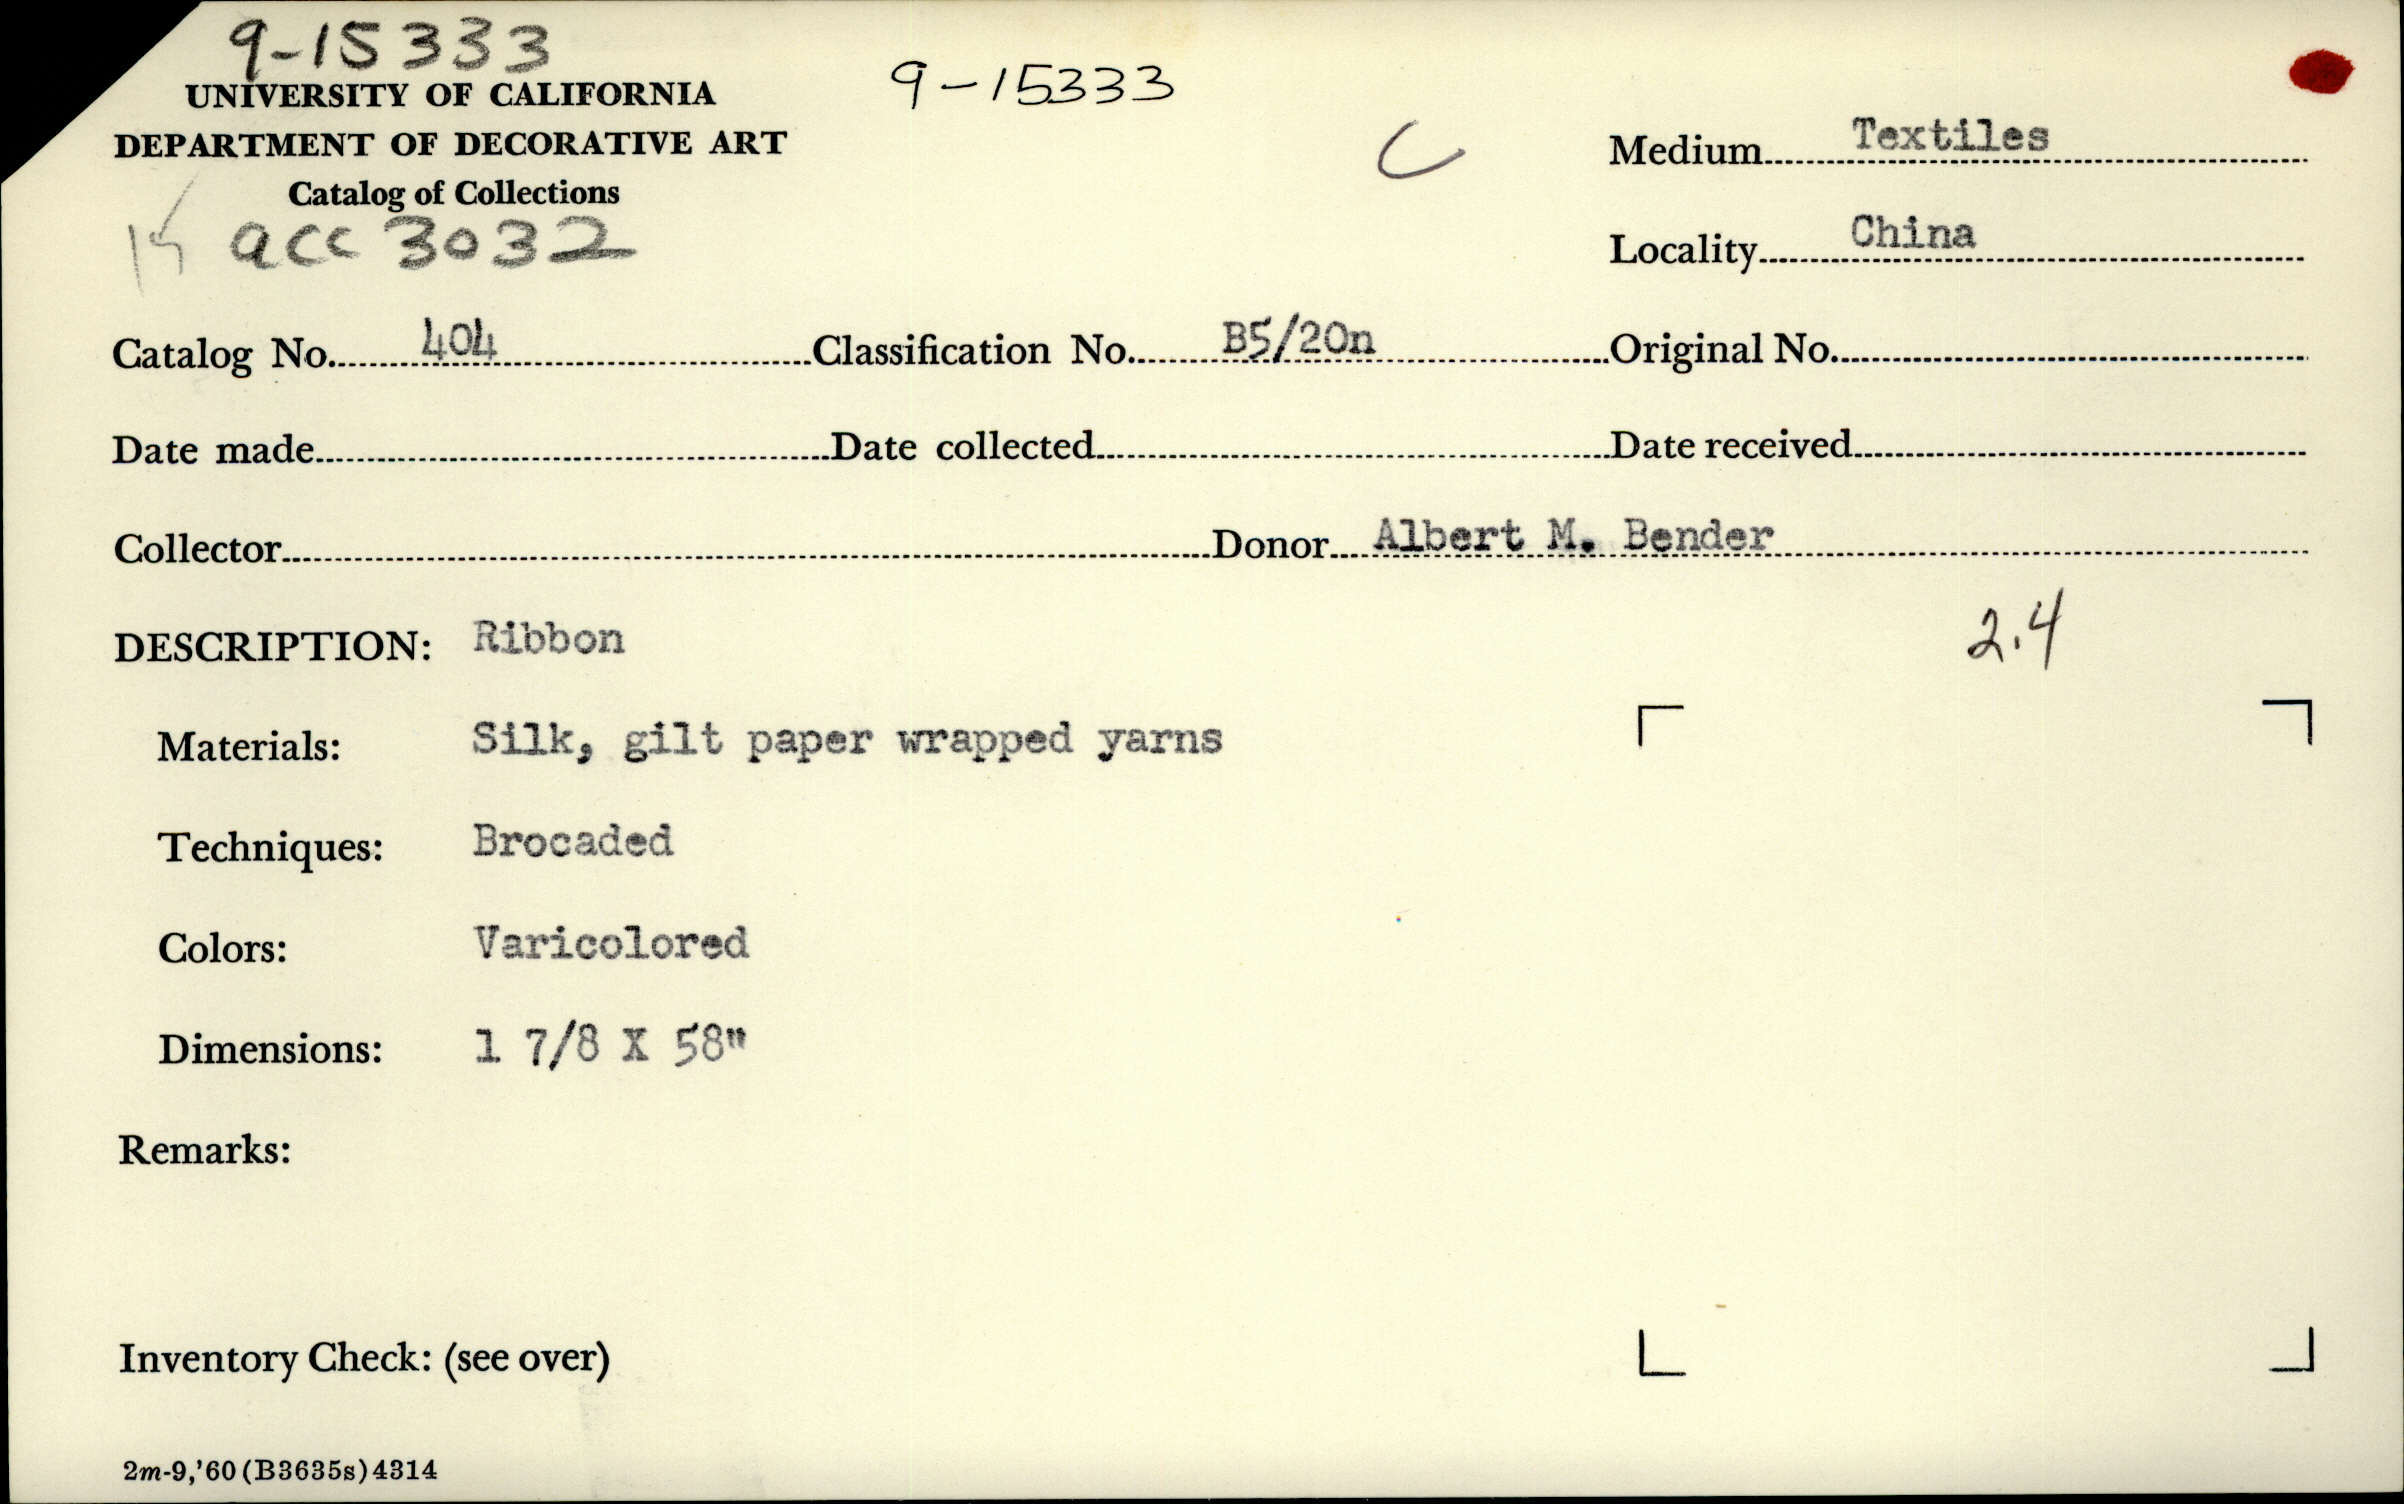 9-15333
UNIVERSITY OF CALIFORNIA
9-15333
DEPARTMENT OF DECORATIVE ART
C
Medium Textiles
Catalog of Collections
acc 3032
Locality China
Catalog No. 404 Classification No. B5/20n Original No.
Date made Date collected Date received
Collector Donor Albert M. Bender
DESCRIPTION: Ribbon
2.4
Materials: Silk, gilt paper wrapped yarns
Techniques: Brocaded
Colors: Varicolored
Dimensions: 1 7/8 X 58"
Remarks:
Inventory Check: (see over)
2m-9,'60(B3635s)4314